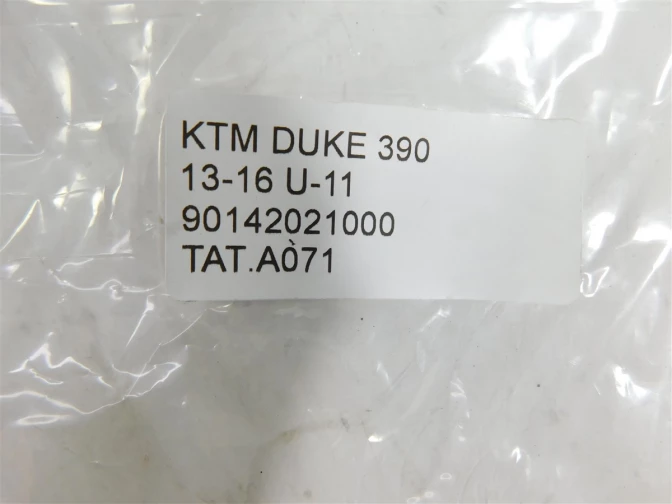 KTM DUKE 390
13-16 U-11
90142021000
TAT.A071